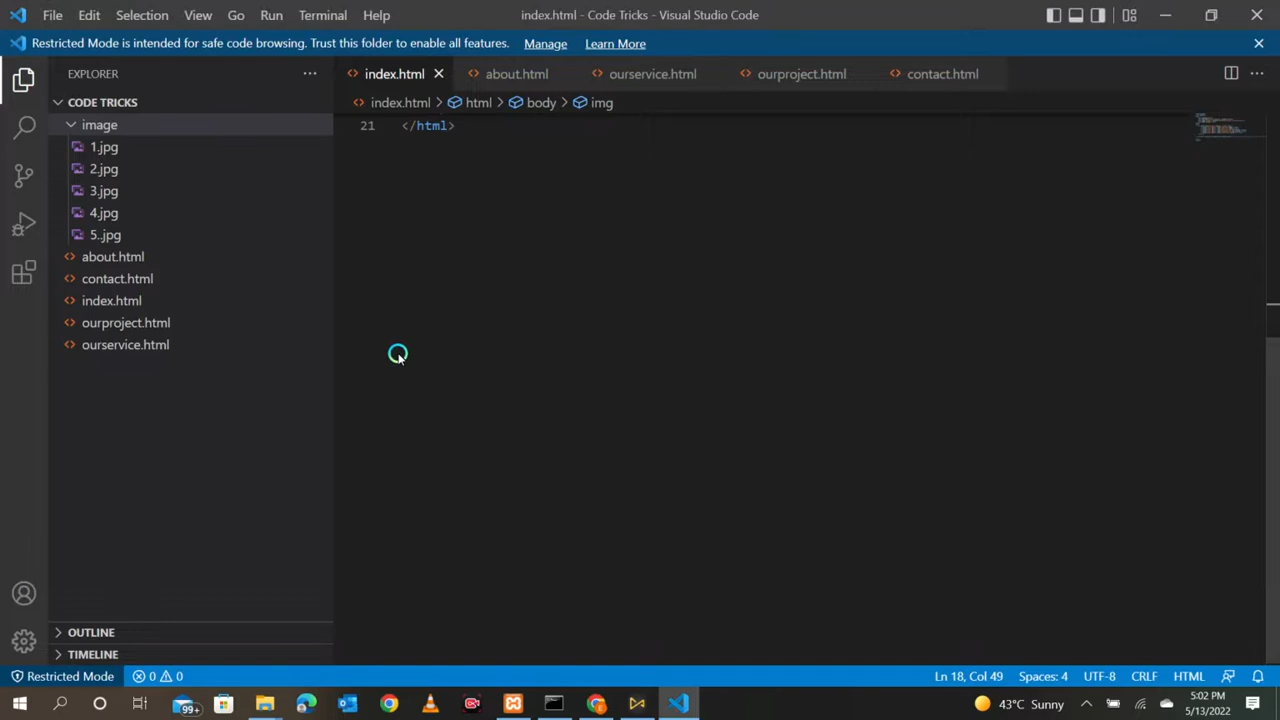 File Edit Selection View Go Run Terminal Help index.html - Code Tricks - Visual Studio Code
Restricted Mode is intended for safe code browsing. Trust this folder to enable all features. Manage Learn More
EXPLORER index.html about.html ourservice.html ourproject.html contact.html
CODE TRICKS index.html > html > body > img
image 21 </html>
1.jpg
2.jpg
3.jpg
4.jpg
5..jpg
about.html
contact.html
index.html
ourproject.html
ourservice.html
OUTLINE
TIMELINE
Restricted Mode 0 0 Ln 18, Col 49 Spaces: 4 UTF-8 CRLF HTML
99+ 43°F Sunny 5:02 PM
5/13/2022